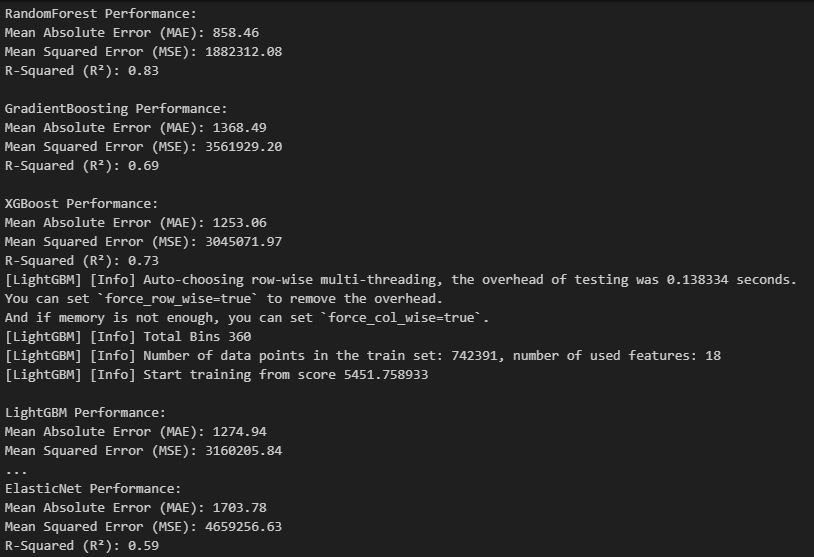 RandomForest Performance:
Mean Absolute Error (MAE): 858.46
Mean Squared Error (MSE): 1882312.08
R-Squared (R²): 0.83
GradientBoosting Performance:
Mean Absolute Error (MAE): 1368.49
Mean Squared Error (MSE): 3561929.20
R-Squared (R²): 0.69
XGBoost Performance:
Mean Absolute Error (MAE): 1253.06
Mean Squared Error (MSE): 3045071.97
R-Squared (R²): 0.73
[LightGBM] [Info] Auto-choosing row-wise multi-threading, the overhead of testing was 0.138334 seconds.
You can set `force_row_wise=true` to remove the overhead.
And if memory is not enough, you can set `force_col_wise=true`.
[LightGBM] [Info] Total Bins 360
[LightGBM] [Info] Number of data points in the train set: 742391, number of used features: 18
[LightGBM] [Info] Start training from score 5451.758933
LightGBM Performance:
Mean Absolute Error (MAE): 1274.94
Mean Squared Error (MSE): 3160205.84
...
ElasticNet Performance:
Mean Absolute Error (MAE): 1703.78
Mean Squared Error (MSE): 4659256.63
R-Squared (R²): 0.59